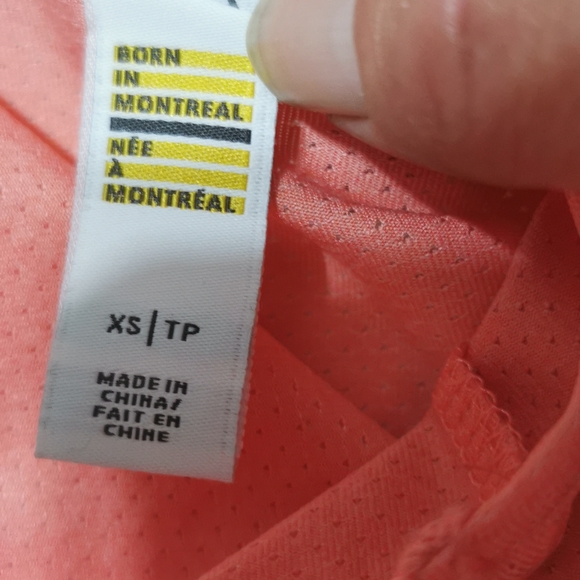 BORN
IN
MONTREAL
NÉE
À
MONTRÉAL
XS|TP
MADE IN
CHINA/
FAIT EN
CHINE